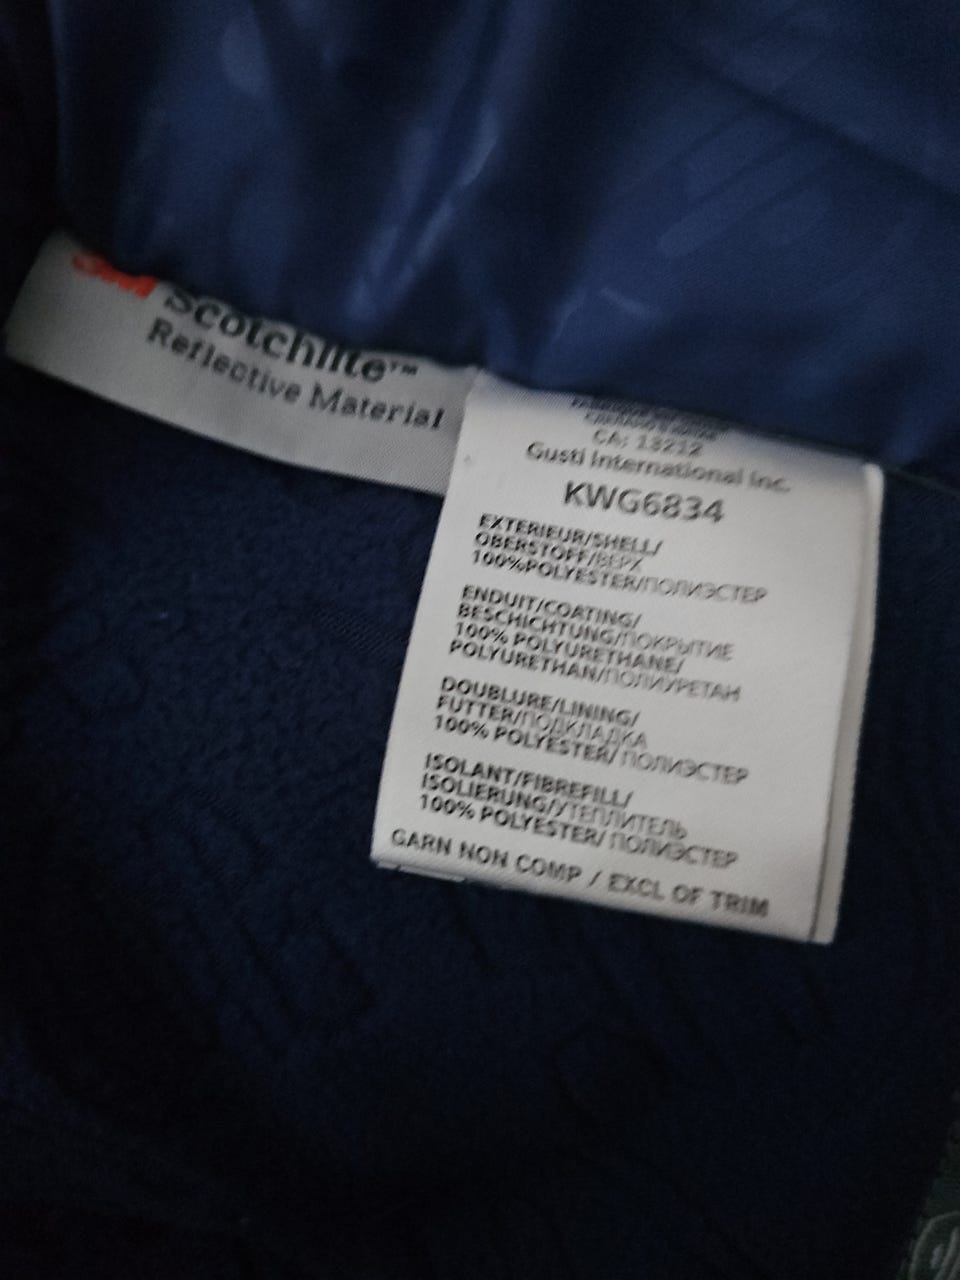 3M Scotchlite™
Reflective Material
CA: 13212
Gusti International Inc.
KWG6834
EXTERIEUR/SHELL/
OBERSTOFF/ВЕРХ
100%POLYESTER/ПОЛИЭСТЕР
ENDUIT/COATING/
BESCHICHTUNG/ПОКРЫТИЕ
100% POLYURETHANE/
POLYURETHAN/ПОЛИУРЕТАН
DOUBLURE/LINING/
FUTTER/ПОДКЛАДКА
100% POLYESTER/ ПОЛИЭСТЕР
ISOLANT/FIBREFILL/
ISOLIERUNG/УТЕПЛИТЕЛЬ
100% POLYESTER/ ПОЛИЭСТЕР
GARN NON COMP / EXCL OF TRIM